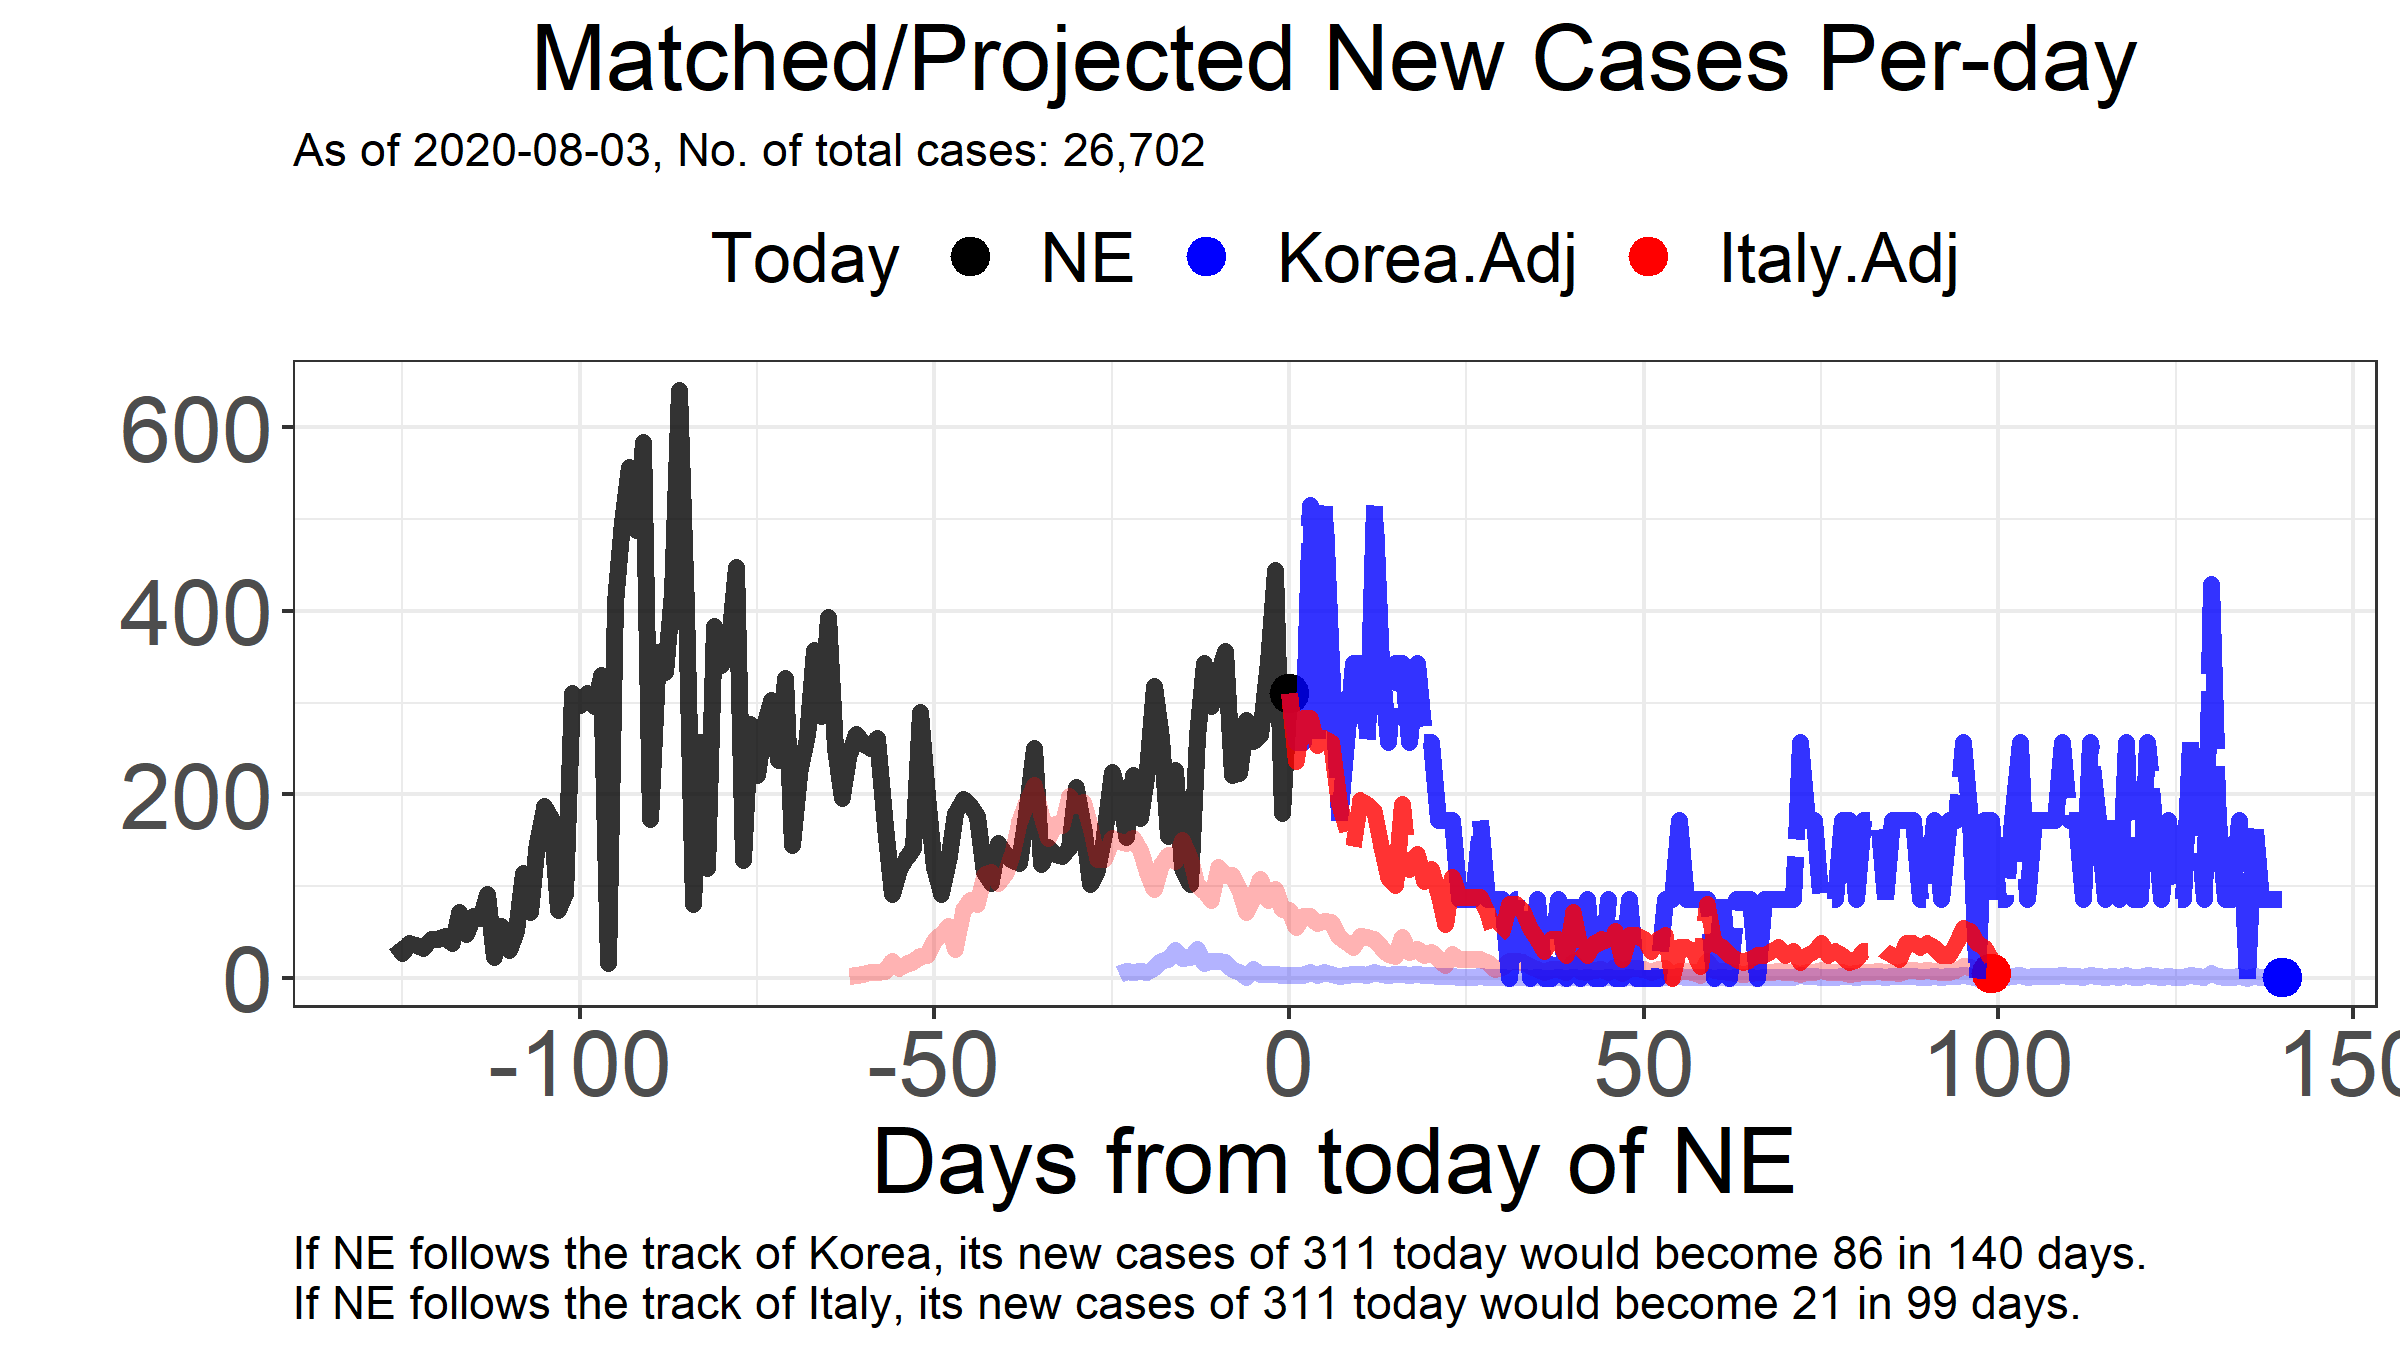 Matched/Projected New Cases Per-day
As of 2020-08-03, No. of total cases: 26,702
Today NE Korea.Adj Italy.Adj
600
400
200
0
-100 -50 0 50 100 150
Days from today of NE
If NE follows the track of Korea, its new cases of 311 today would become 86 in 140 days.
If NE follows the track of Italy, its new cases of 311 today would become 21 in 99 days.